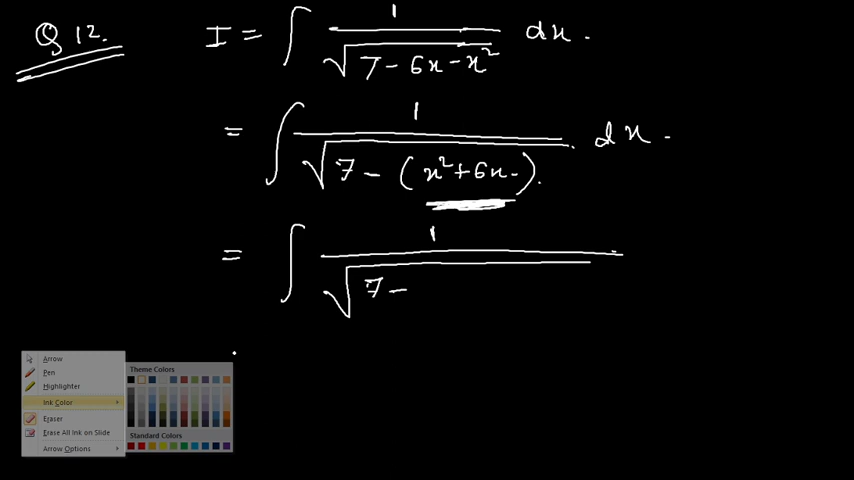 Q 12. I = ∫ 1/√(7 - 6x - x²) dx.
= ∫ 1/√(7 - (x² + 6x)) dx.
= ∫ 1/√(7 -
Arrow
Pen
Highlighter
Ink Color
Eraser
Erase All Ink on Slide
Arrow Options
Theme Colors
Standard Colors